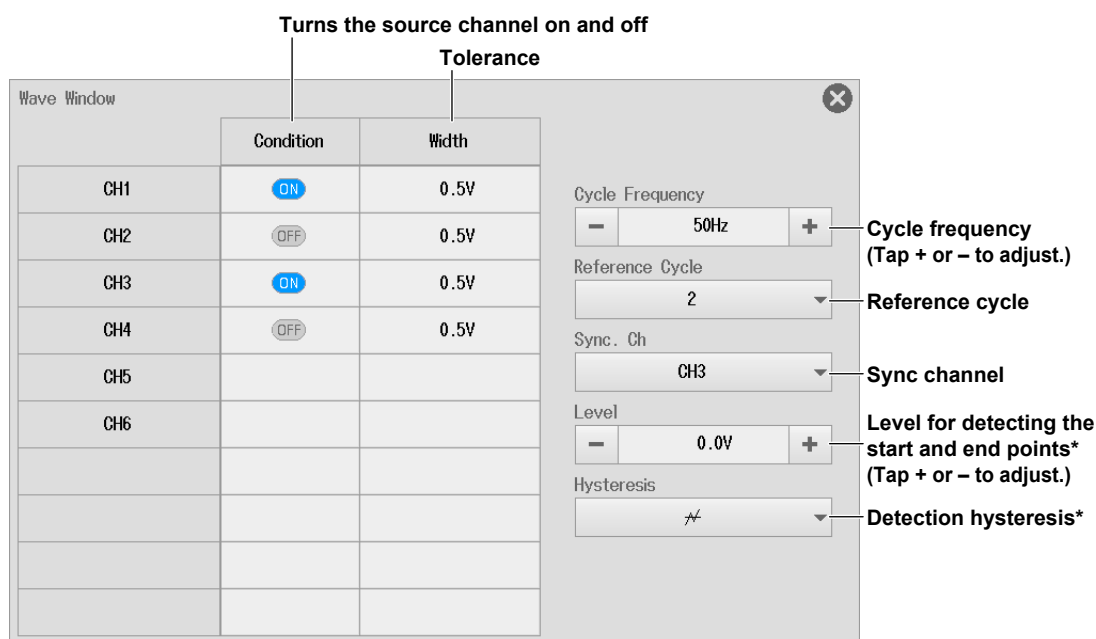 Turns the source channel on and off
Tolerance
Wave Window
Condition Width
CH1 ON 0.5V
CH2 OFF 0.5V
CH3 ON 0.5V
CH4 OFF 0.5V
CH5
CH6
Cycle Frequency
− 50Hz +
Cycle frequency
(Tap + or – to adjust.)
Reference Cycle
2
Reference cycle
Sync. Ch
CH3
Sync channel
Level
− 0.0V +
Level for detecting the
start and end points*
(Tap + or – to adjust.)
Hysteresis
Detection hysteresis*